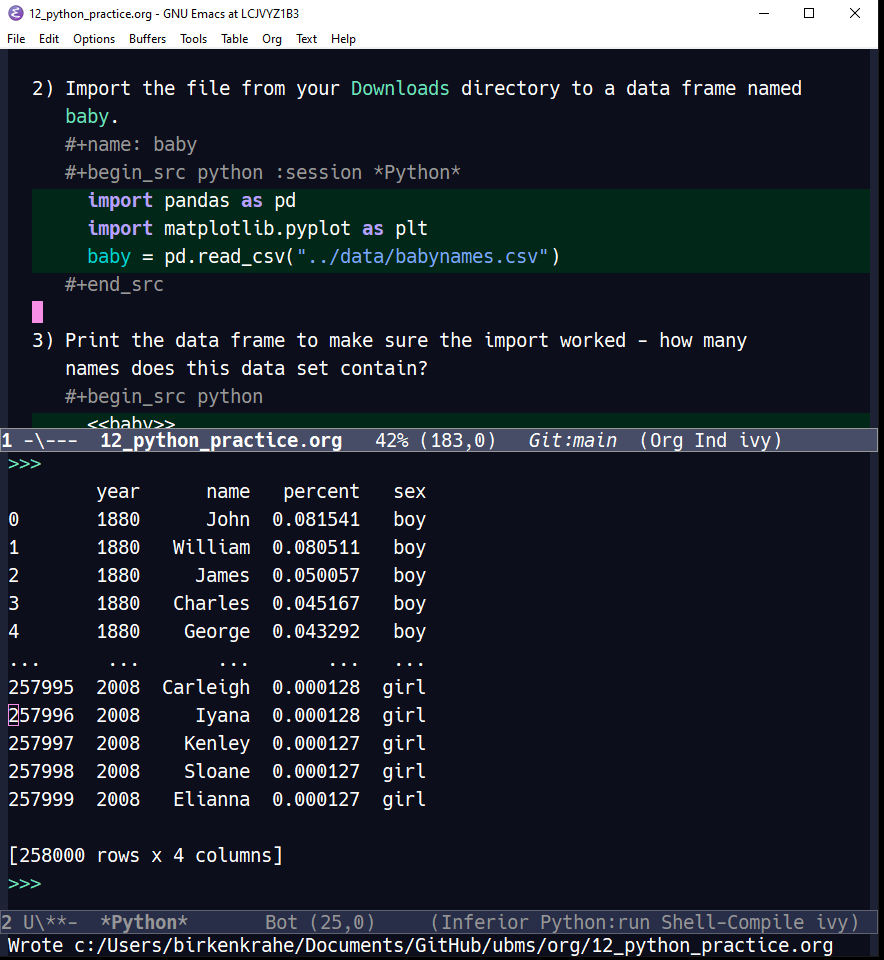 12_python_practice.org - GNU Emacs at LCJVYZ1B3
File Edit Options Buffers Tools Table Org Text Help
2) Import the file from your Downloads directory to a data frame named
baby.
#+name: baby
#+begin_src python :session *Python*
import pandas as pd
import matplotlib.pyplot as plt
baby = pd.read_csv("../data/babynames.csv")
#+end_src
3) Print the data frame to make sure the import worked - how many
names does this data set contain?
#+begin_src python
<<baby>>
1 -\--- 12_python_practice.org 42% (183,0) Git:main (Org Ind ivy)
>>>
year name percent sex
0 1880 John 0.081541 boy
1 1880 William 0.080511 boy
2 1880 James 0.050057 boy
3 1880 Charles 0.045167 boy
4 1880 George 0.043292 boy
... ... ... ... ...
257995 2008 Carleigh 0.000128 girl
257996 2008 Iyana 0.000128 girl
257997 2008 Kenley 0.000127 girl
257998 2008 Sloane 0.000127 girl
257999 2008 Elianna 0.000127 girl
[258000 rows x 4 columns]
>>>
2 U\**- *Python* Bot (25,0) (Inferior Python:run Shell-Compile ivy)
Wrote c:/Users/birkenkrahe/Documents/GitHub/ubms/org/12_python_practice.org